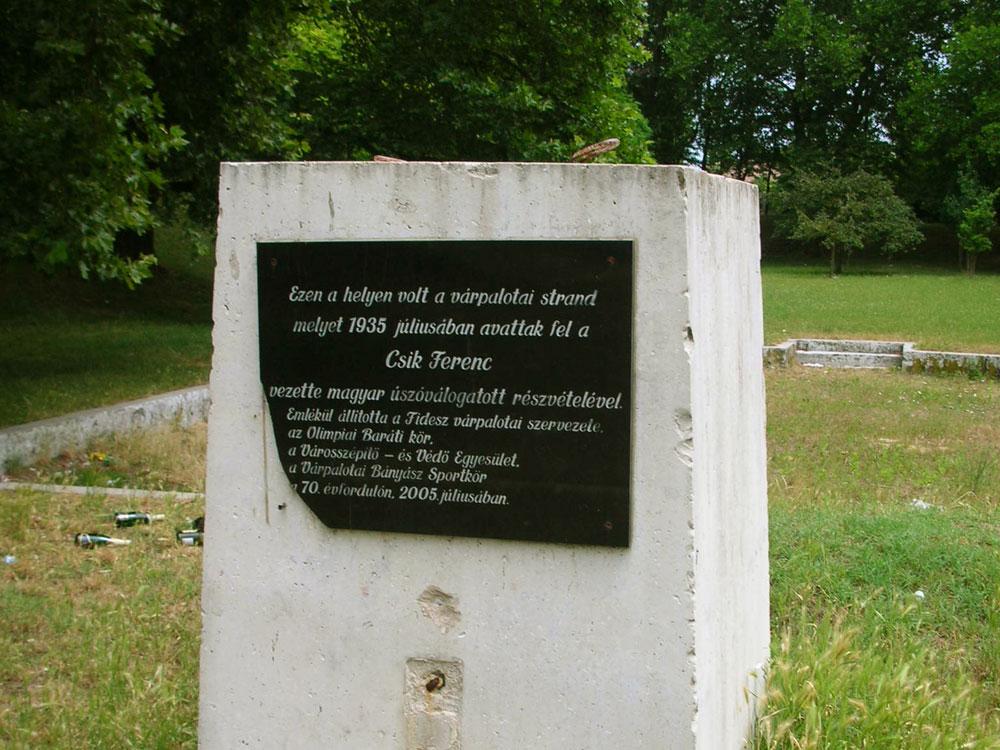 Ezen a helyen volt a várpalotai strand
melyet 1935 júliusában avattak fel a
Csik Ferenc
vezette magyar úszóválogatott részvételével.
Emlékül állította a Fidesz várpalotai szervezete,
az Olimpiai Baráti kör,
a Városszépítő - és Védő Egyesület,
a Várpalotai Bányász Sportkör
a 70. évfordulón, 2005. júliusában.